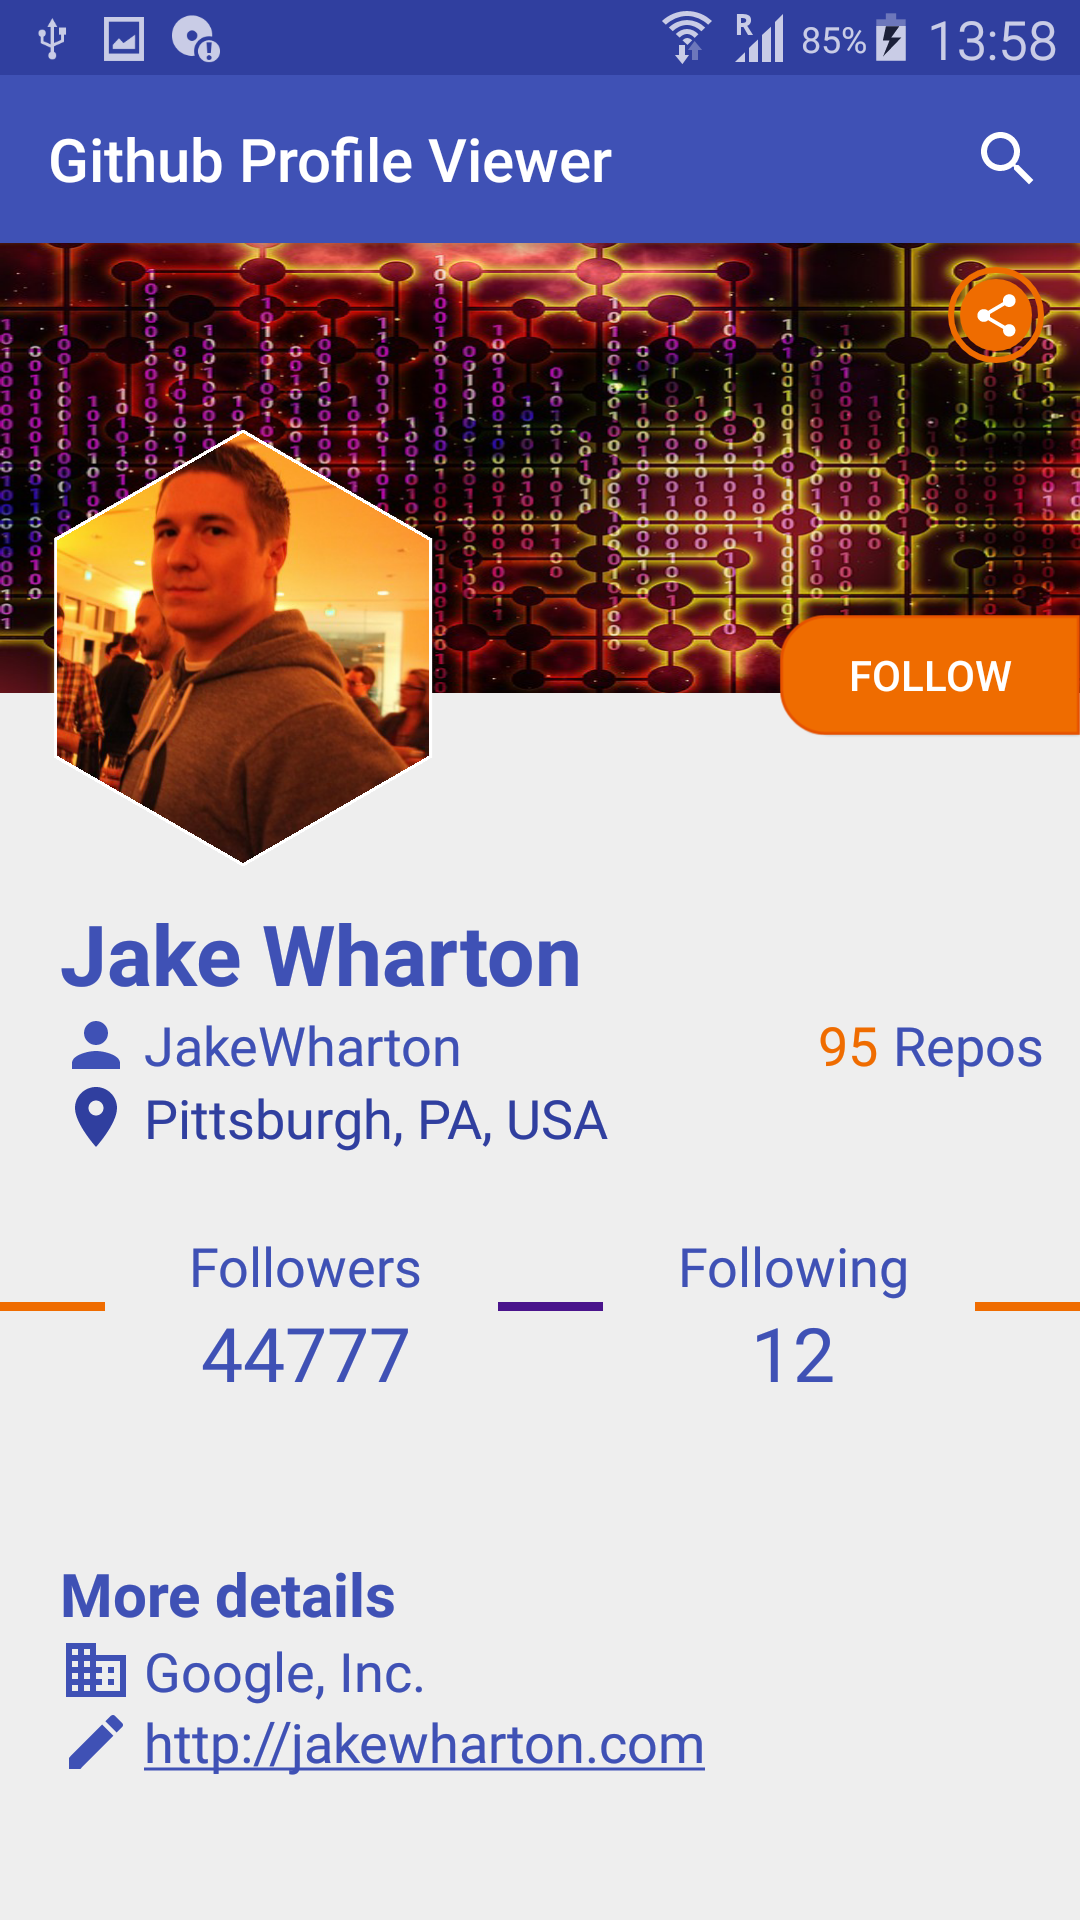 R 85% 13:58
Github Profile Viewer
FOLLOW
Jake Wharton
JakeWharton 95 Repos
Pittsburgh, PA, USA
Followers Following
44777 12
More details
Google, Inc.
http://jakewharton.com